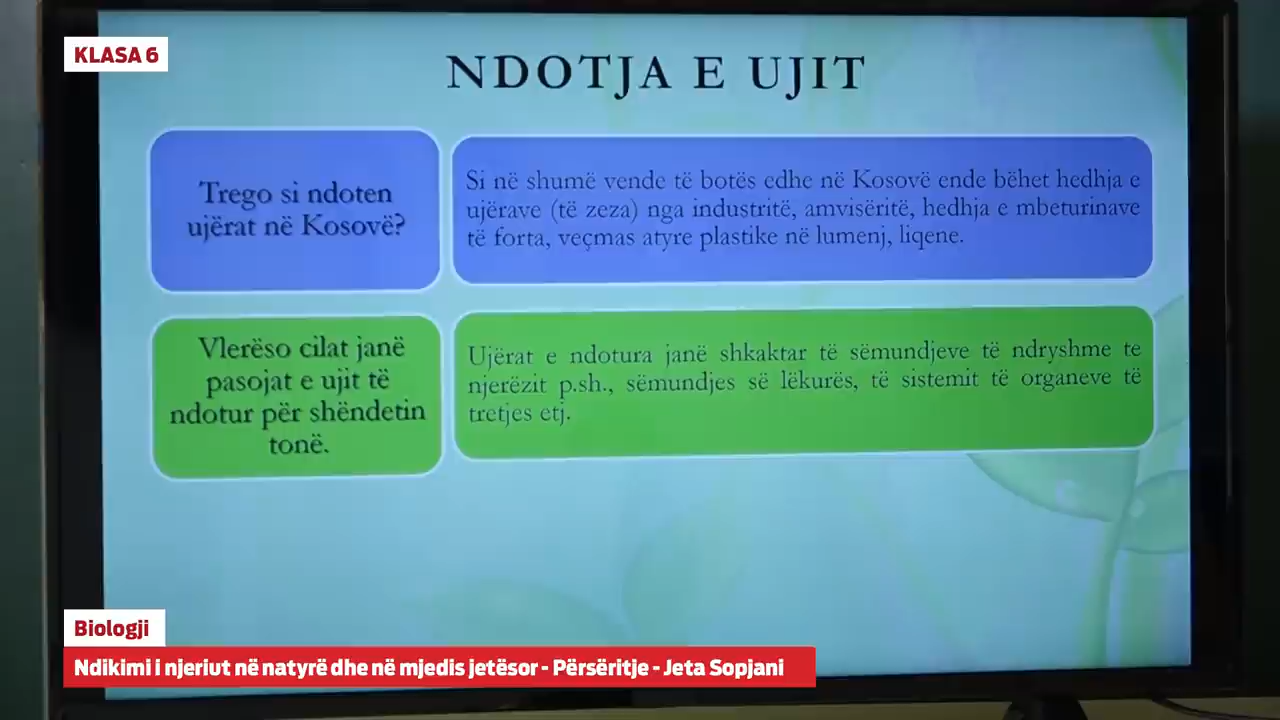 KLASA 6
NDOTJA E UJIT
Trego si ndoten
ujërat në Kosovë?
Si në shumë vende të botës edhe në Kosovë ende bëhet hedhja e
ujërave (të zeza) nga industritë, amvisëritë, hedhja e mbeturinave
të forta, veçmas atyre plastike në lumenj, liqene.
Vlerëso cilat janë
pasojat e ujit të
ndotur për shëndetin
tonë.
Ujërat e ndotura janë shkaktar të sëmundjeve të ndryshme te
njerëzit p.sh., sëmundjes së lëkurës, të sistemit të organeve të
tretjes etj.
Biologji
Ndikimi i njeriut në natyrë dhe në mjedis jetësor - Përsëritje - Jeta Sopjani